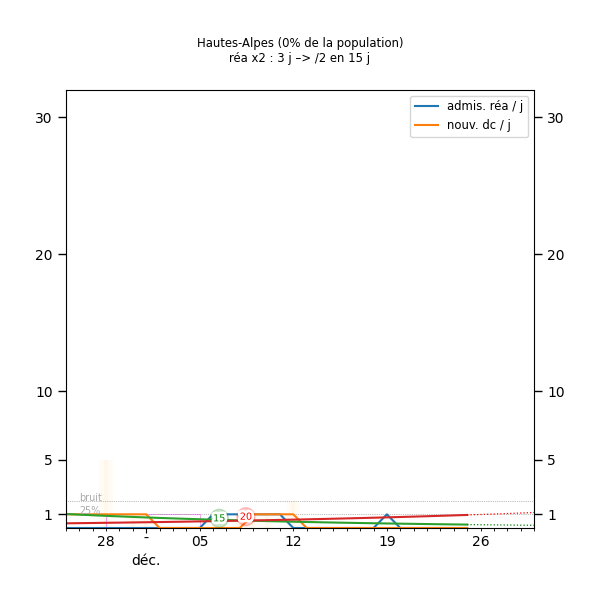 Hautes-Alpes (0% de la population)
réa x2 : 3 j –> /2 en 15 j
admis. réa / j
nouv. dc / j
30 30
20 20
10 10
5 5
bruit
25%
15 20
1 1
28 - 05 12 19 26
déc.